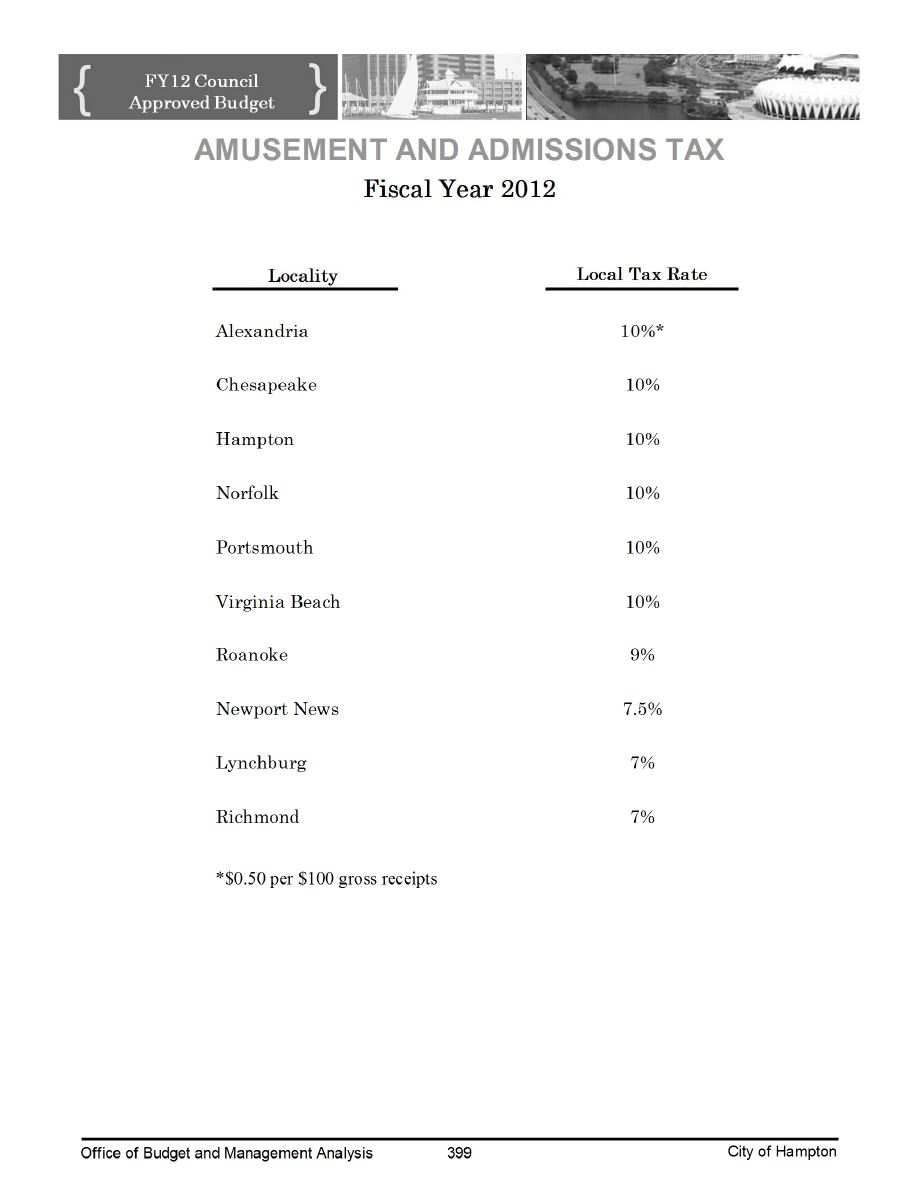 { FY12 Council }
Approved Budget
AMUSEMENT AND ADMISSIONS TAX
Fiscal Year 2012
Locality Local Tax Rate
Alexandria 10%*
Chesapeake 10%
Hampton 10%
Norfolk 10%
Portsmouth 10%
Virginia Beach 10%
Roanoke 9%
Newport News 7.5%
Lynchburg 7%
Richmond 7%
*$0.50 per $100 gross receipts
Office of Budget and Management Analysis 399 City of Hampton